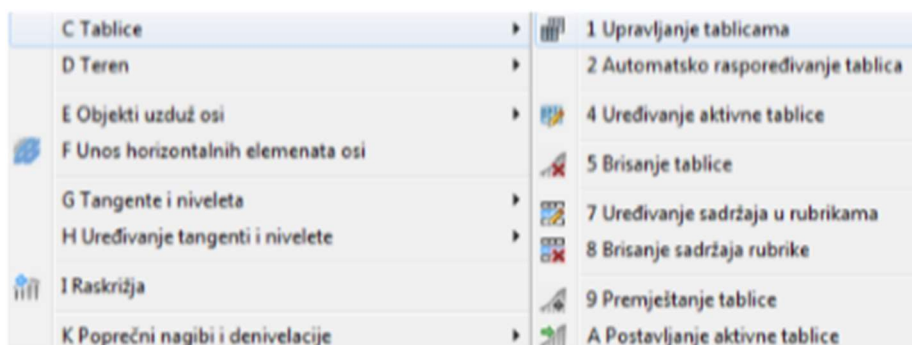 C Tablice
D Teren
E Objekti uzduž osi
F Unos horizontalnih elemenata osi
G Tangente i niveleta
H Uređivanje tangenti i nivelete
I Raskrižja
K Poprečni nagibi i denivelacije
1 Upravljanje tablicama
2 Automatsko raspoređivanje tablica
4 Uređivanje aktivne tablice
5 Brisanje tablice
7 Uređivanje sadržaja u rubrikama
8 Brisanje sadržaja rubrike
9 Premještanje tablice
A Postavljanje aktivne tablice